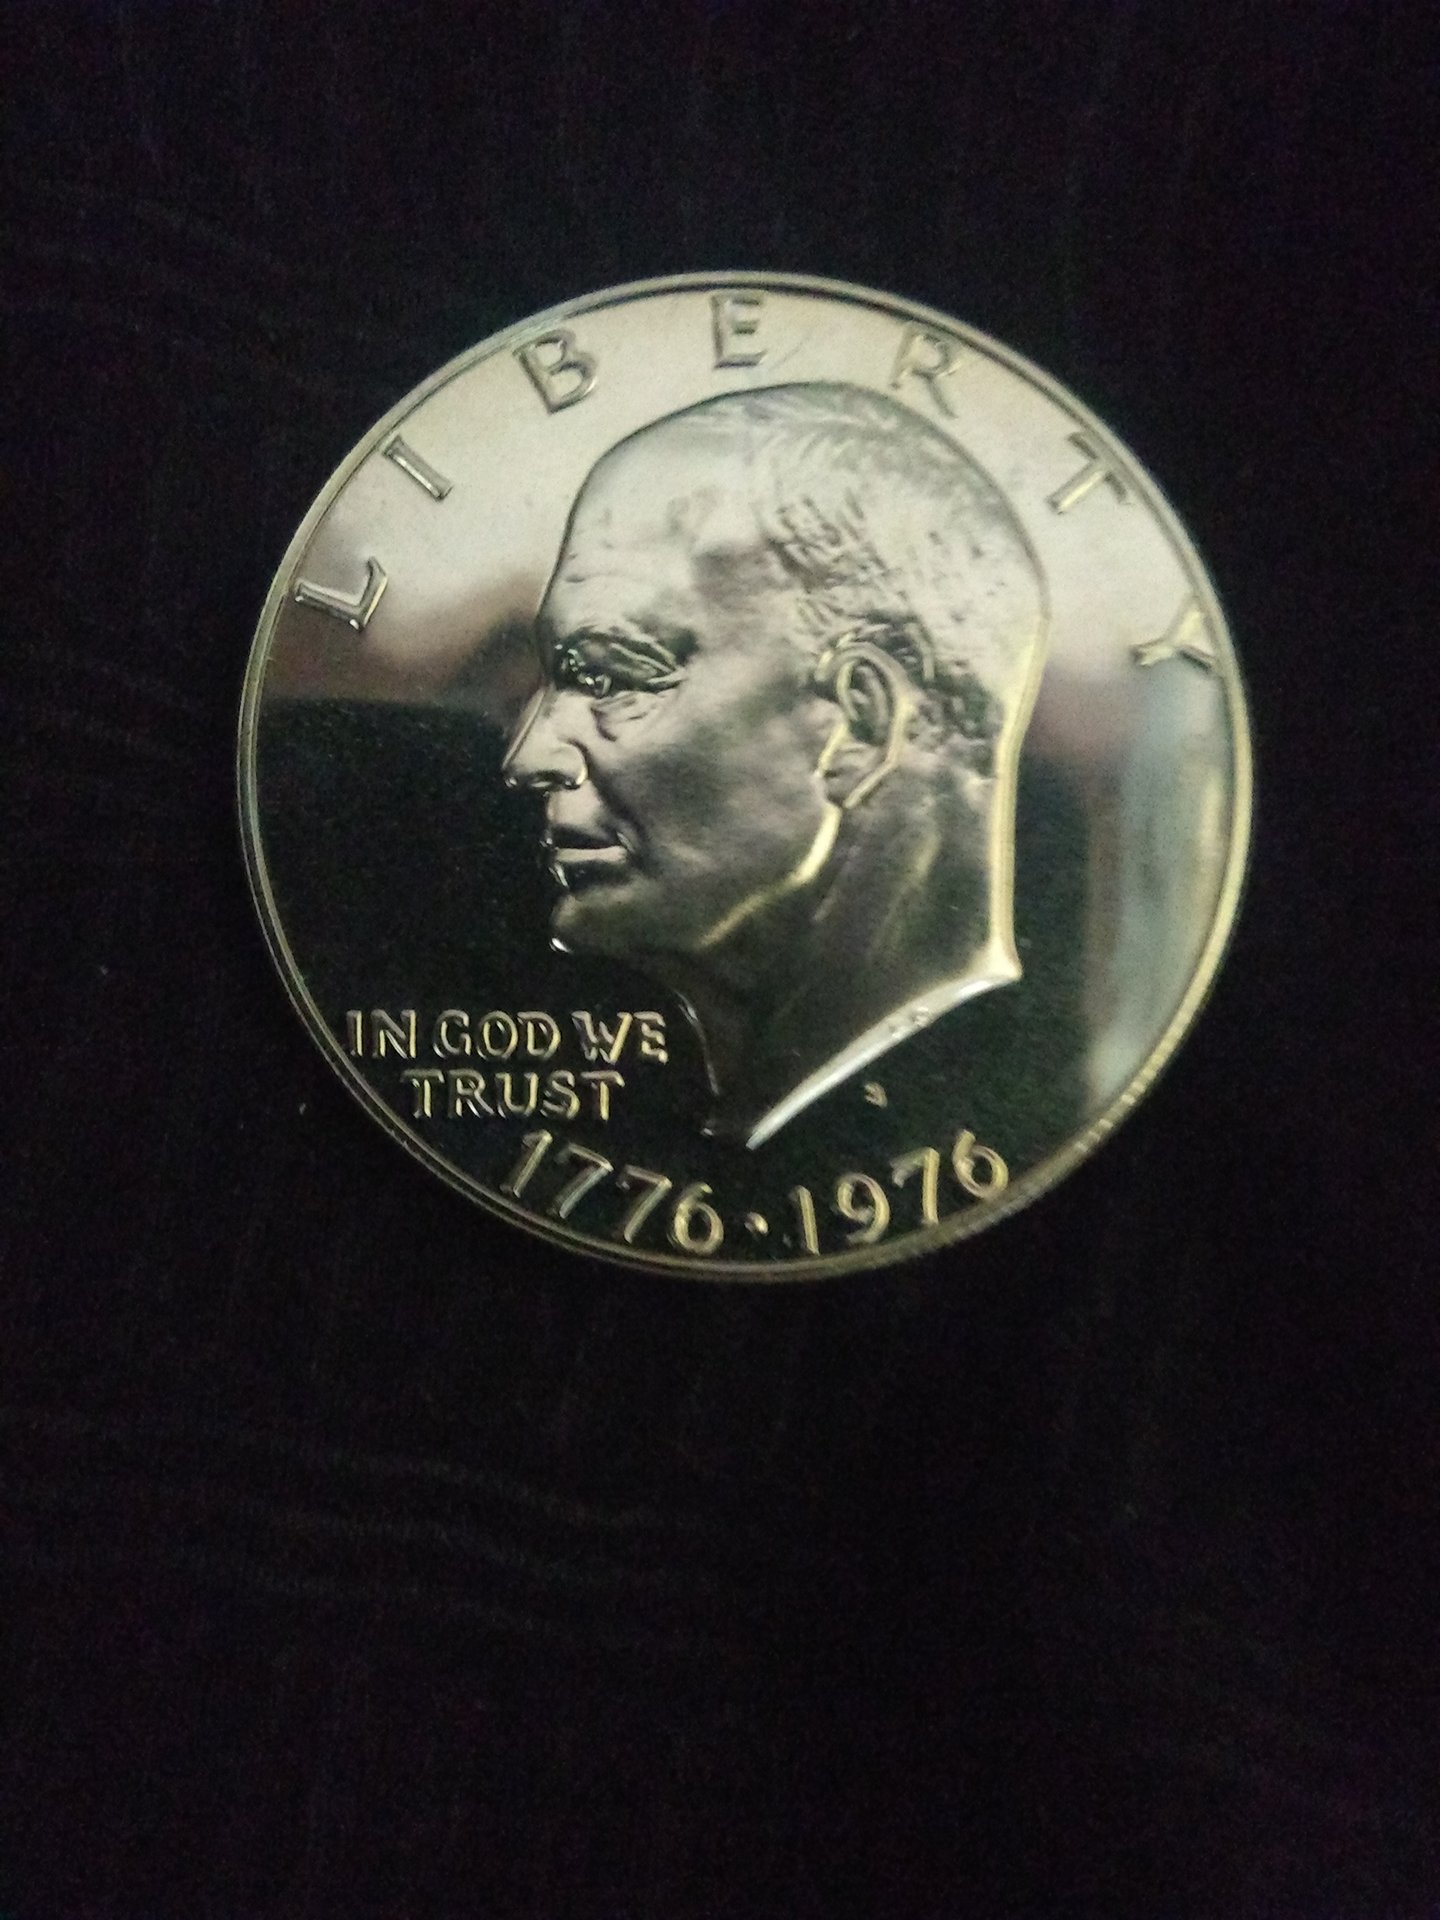 LIBERTY
IN GOD WE
TRUST
S
1776·1976